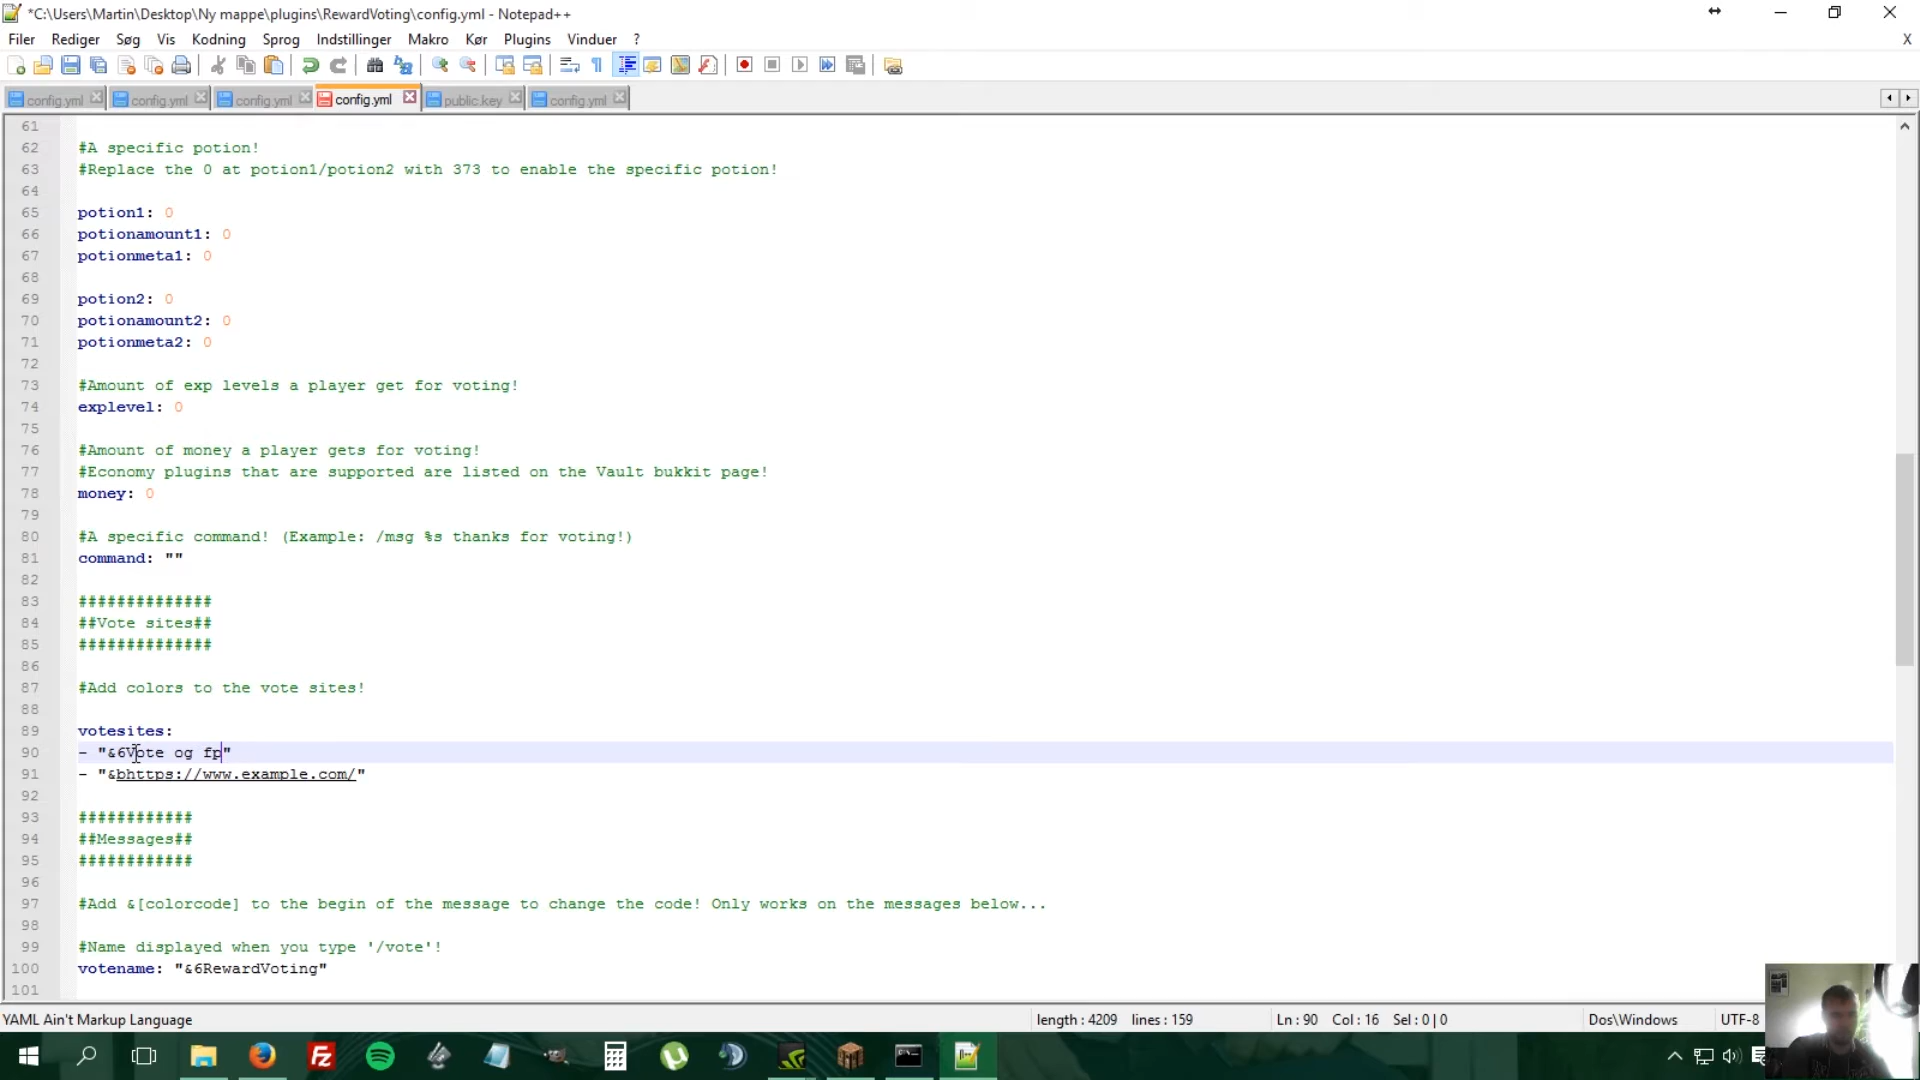 *C:\Users\Martin\Desktop\Ny mappe\plugins\RewardVoting\config.yml - Notepad++
Filer Rediger Søg Vis Kodning Sprog Indstillinger Makro Kør Plugins Vinduer ? X
config.yml config.yml config.yml config.yml public.key config.yml
61
62 #A specific potion!
63 #Replace the 0 at potion1/potion2 with 373 to enable the specific potion!
64
65 potion1: 0
66 potionamount1: 0
67 potionmeta1: 0
68
69 potion2: 0
70 potionamount2: 0
71 potionmeta2: 0
72
73 #Amount of exp levels a player get for voting!
74 explevel: 0
75
76 #Amount of money a player gets for voting!
77 #Economy plugins that are supported are listed on the Vault bukkit page!
78 money: 0
79
80 #A specific command! (Example: /msg %s thanks for voting!)
81 command: ""
82
83 ##############
84 ##Vote sites##
85 ##############
86
87 #Add colors to the vote sites!
88
89 votesites:
90 - "&6Vote og fp"
91 - "&bhttps://www.example.com/"
92
93 ############
94 ##Messages##
95 ############
96
97 #Add &[colorcode] to the begin of the message to change the code! Only works on the messages below...
98
99 #Name displayed when you type '/vote'!
100 votename: "&6RewardVoting"
101
YAML Ain't Markup Language length : 4209 lines : 159 Ln : 90 Col : 16 Sel : 0 | 0 Dos\Windows UTF-8